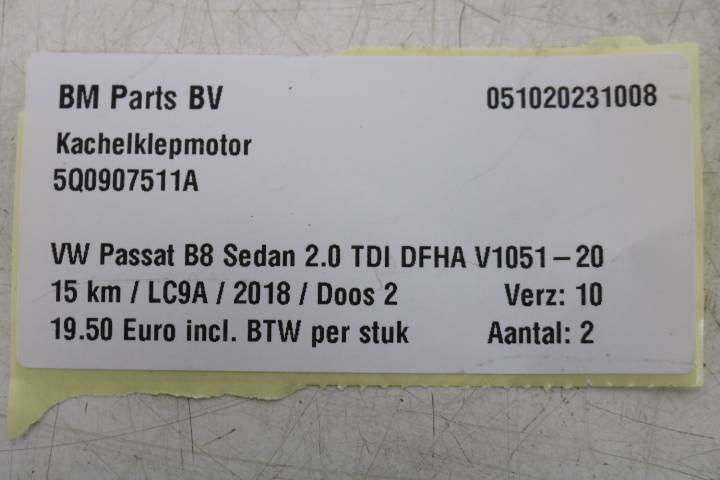 BM Parts BV 051020231008
Kachelklepmotor
5Q0907511A
VW Passat B8 Sedan 2.0 TDI DFHA V1051-20
15 km / LC9A / 2018 / Doos 2 Verz: 10
19.50 Euro incl. BTW per stuk Aantal: 2